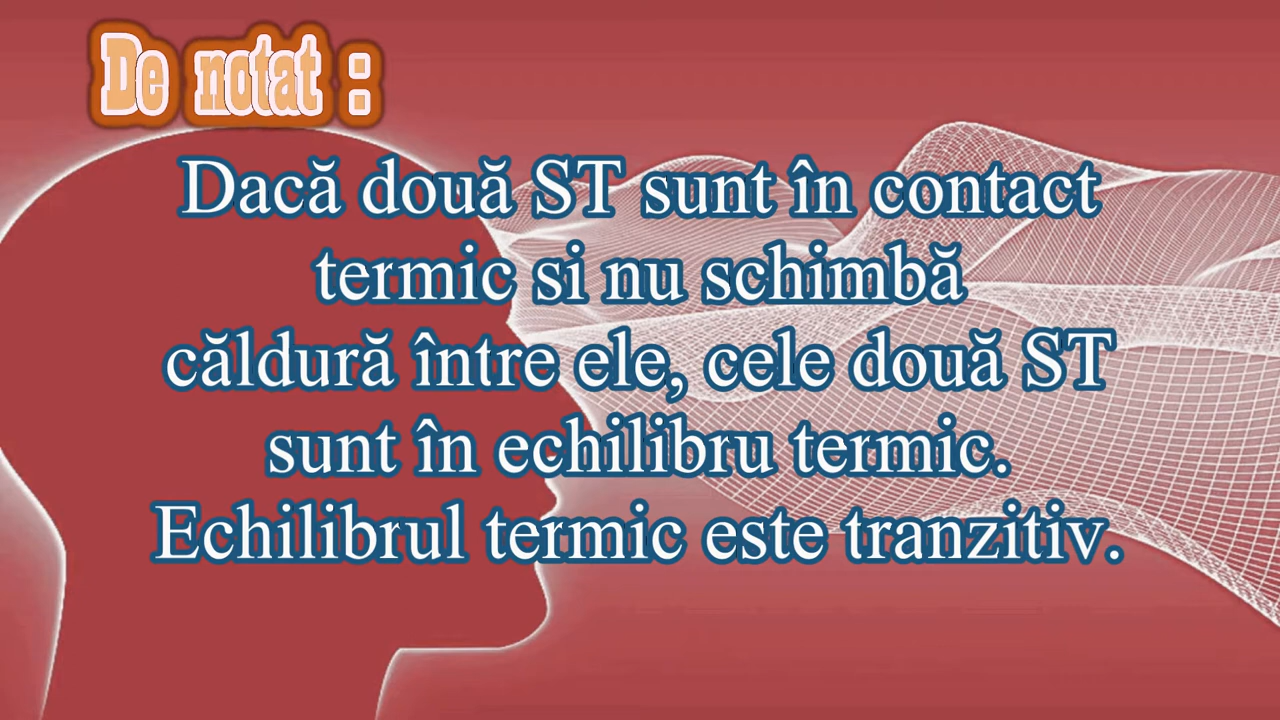 De notat :
Dacă două ST sunt în contact
termic si nu schimbă
căldură între ele, cele două ST
sunt în echilibru termic.
Echilibrul termic este tranzitiv.